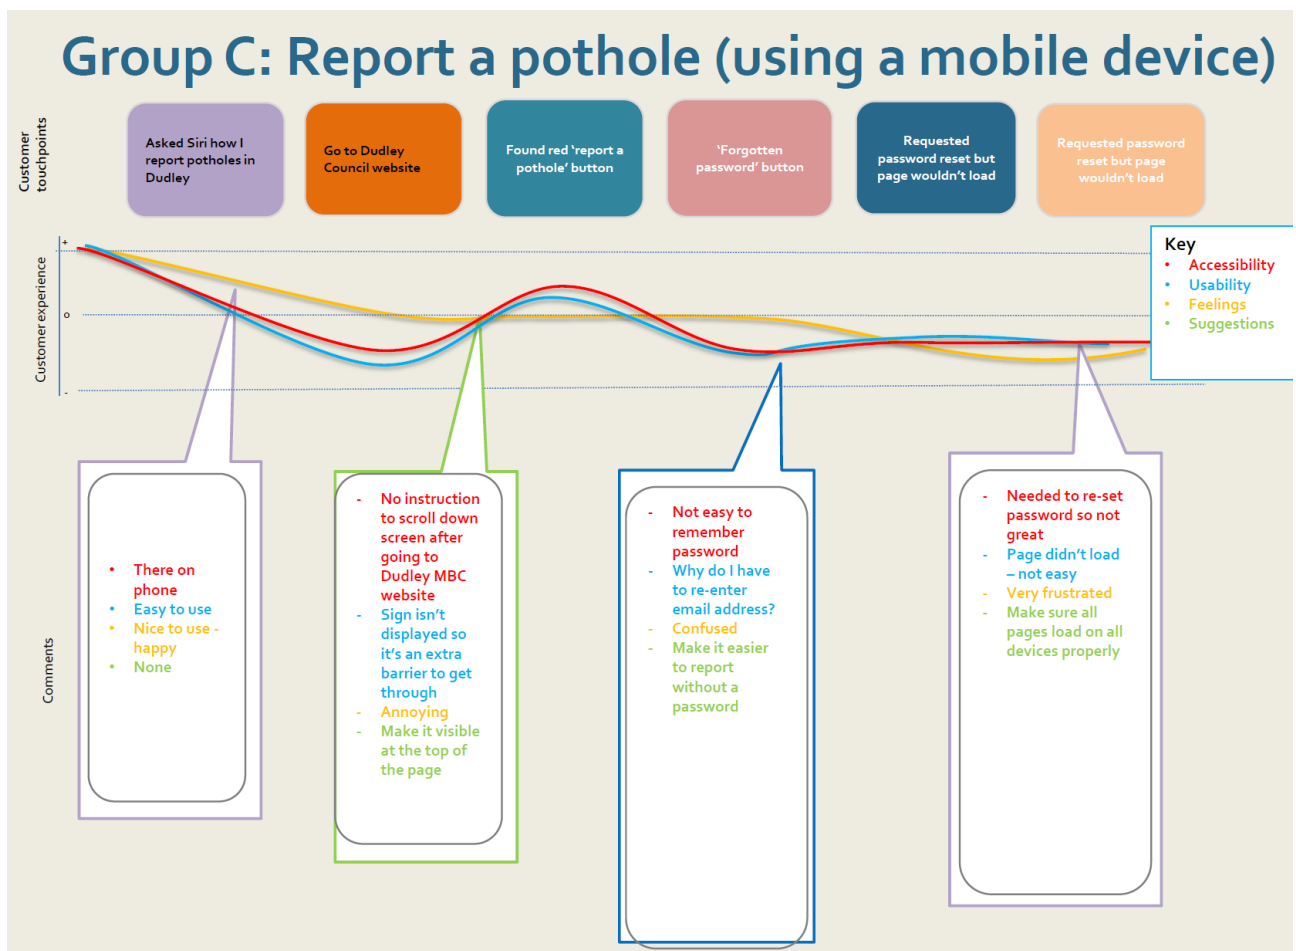 Group C: Report a pothole (using a mobile device)
Customer
touchpoints
Asked Siri how I
report potholes in
Dudley
Go to Dudley
Council website
Found red ‘report a
pothole’ button
‘Forgotten
password’ button
Requested
password reset but
page wouldn’t load
Requested password
reset but page
wouldn’t load
Customer experience
+
0
-
Key
• Accessibility
• Usability
• Feelings
• Suggestions
Comments
• There on
phone
• Easy to use
• Nice to use -
happy
• None
- No instruction
to scroll down
screen after
going to
Dudley MBC
website
- Sign isn’t
displayed so
it’s an extra
barrier to get
through
- Annoying
- Make it visible
at the top of
the page
- Not easy to
remember
password
- Why do I have
to re-enter
email address?
- Confused
- Make it easier
to report
without a
password
- Needed to re-set
password so not
great
- Page didn’t load
– not easy
- Very frustrated
- Make sure all
pages load on all
devices properly